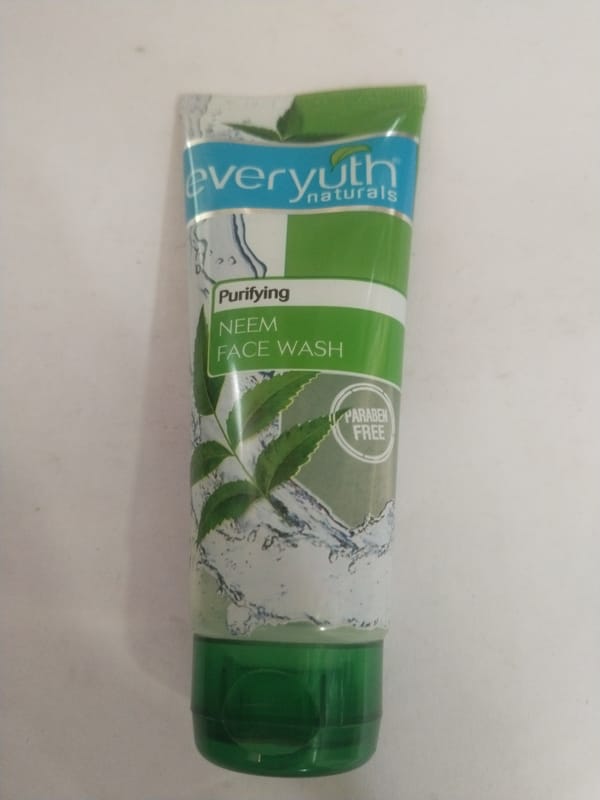 everyuth®
naturals
Purifying
NEEM
FACE WASH
PARABEN
FREE